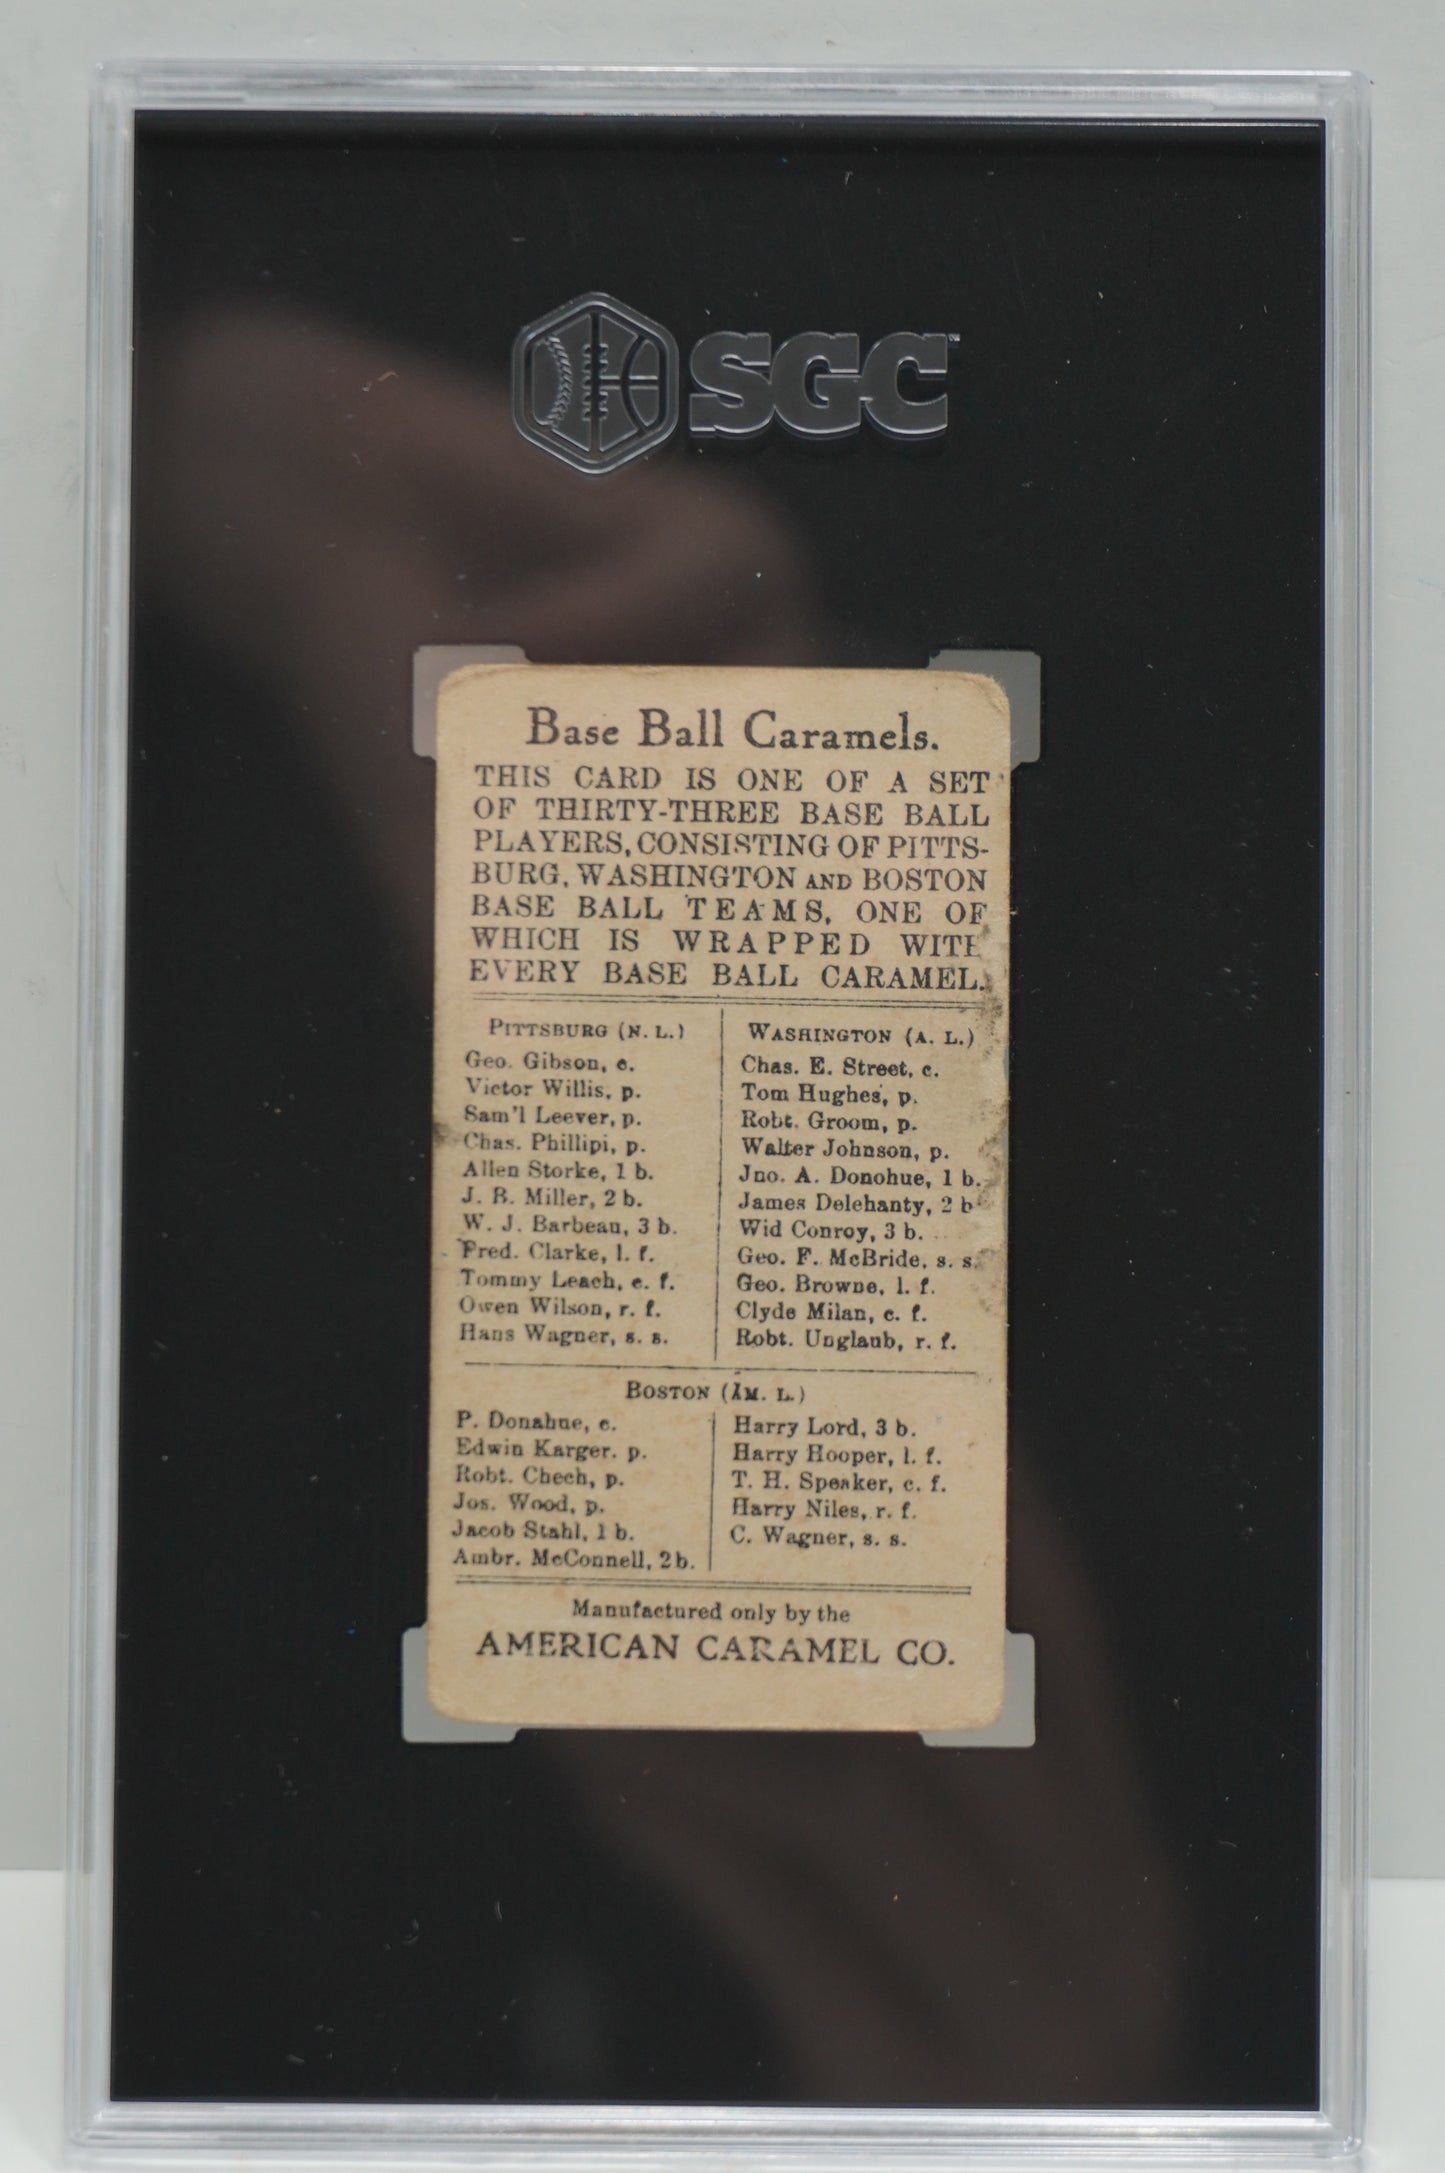 SGC
Base Ball Caramels.
THIS CARD IS ONE OF A SET
OF THIRTY-THREE BASE BALL
PLAYERS, CONSISTING OF PITTS-
BURG, WASHINGTON AND BOSTON
BASE BALL TEAMS, ONE OF
WHICH IS WRAPPED WITH
EVERY BASE BALL CARAMEL.
PITTSBURG (N. L.)
Geo. Gibson, c.
Victor Willis, p.
Sam'l Leever, p.
Chas. Phillipi, p.
Allen Storke, 1 b.
J. B. Miller, 2 b.
W. J. Barbeau, 3 b.
Fred. Clarke, l. f.
Tommy Leach, c. f.
Owen Wilson, r. f.
Hans Wagner, s. s.
WASHINGTON (A. L.)
Chas. E. Street, c.
Tom Hughes, p.
Robt. Groom, p.
Walter Johnson, p.
Jno. A. Donohue, 1 b.
James Delehanty, 2 b
Wid Conroy, 3 b.
Geo. F. McBride, s. s.
Geo. Browne, l. f.
Clyde Milan, c. f.
Robt. Unglaub, r. f.
BOSTON (AM. L.)
P. Donahue, c.
Edwin Karger. p.
Robt. Chech, p.
Jos. Wood, p.
Jacob Stahl, 1 b.
Ambr. McConnell, 2 b.
Harry Lord, 3 b.
Harry Hooper, l. f.
T. H. Speaker, c. f.
Harry Niles, r. f.
C. Wagner, s. s.
Manufactured only by the
AMERICAN CARAMEL CO.